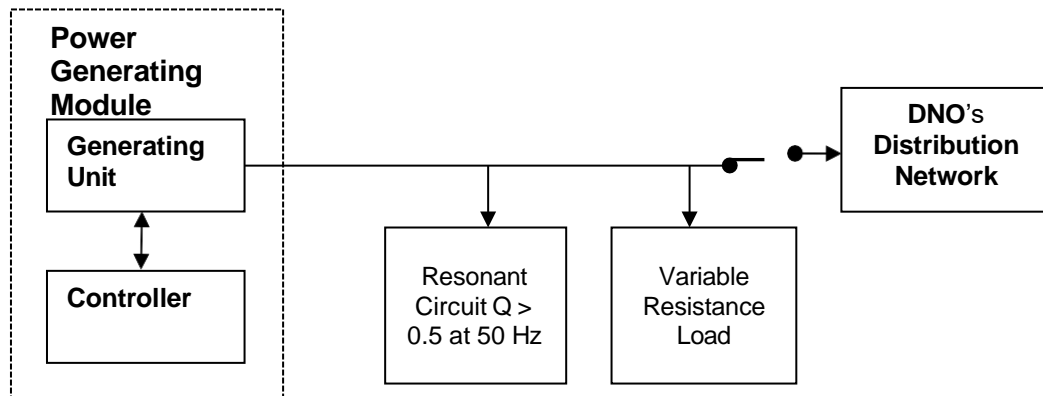 Power
Generating
Module
Generating
Unit
Controller
Resonant
Circuit Q >
0.5 at 50 Hz
Variable
Resistance
Load
DNO's
Distribution
Network